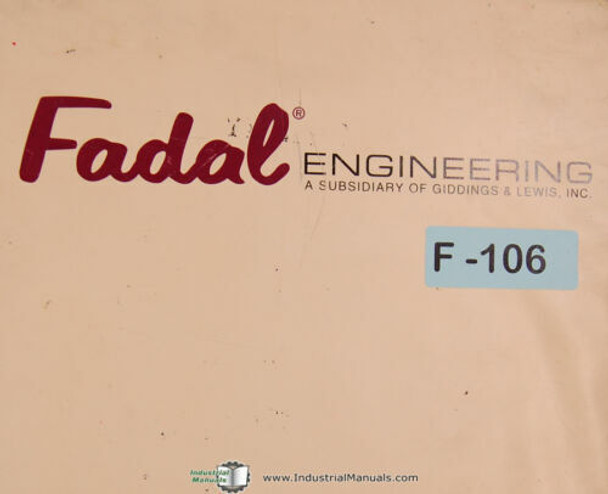 Fadal® ENGINEERING
A SUBSIDIARY OF GIDDINGS & LEWIS, INC.
F-106
Industrial Manuals www.IndustrialManuals.com